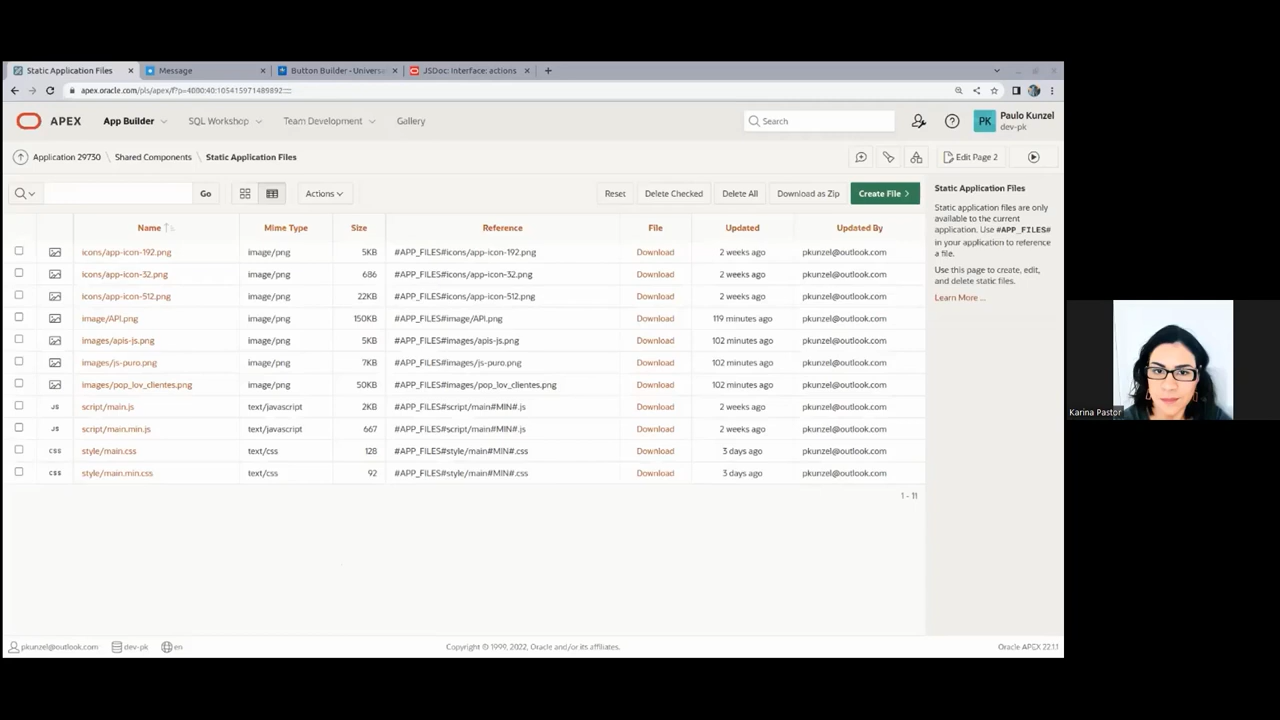 Static Application Files
Message
Button Builder - Univers
JSDoc: Interface: actions
apex.oracle.com/pls/apex/f?p=4000:40:105415971489892:::::
APEX
App Builder
SQL Workshop
Team Development
Gallery
Search
PK
Paulo Kunzel
dev-pk
Application 29730 \ Shared Components \ Static Application Files
Edit Page 2
Go
Actions
Reset
Delete Checked
Delete All
Download as Zip
Create File
Name Mime Type Size Reference File Updated Updated By
icons/app-icon-192.png image/png 5KB #APP_FILES#icons/app-icon-192.png Download 2 weeks ago pkunzel@outlook.com
icons/app-icon-32.png image/png 686 #APP_FILES#icons/app-icon-32.png Download 2 weeks ago pkunzel@outlook.com
icons/app-icon-512.png image/png 22KB #APP_FILES#icons/app-icon-512.png Download 2 weeks ago pkunzel@outlook.com
image/API.png image/png 150KB #APP_FILES#image/API.png Download 119 minutes ago pkunzel@outlook.com
images/apis-js.png image/png 5KB #APP_FILES#images/apis-js.png Download 102 minutes ago pkunzel@outlook.com
images/js-puro.png image/png 7KB #APP_FILES#images/js-puro.png Download 102 minutes ago pkunzel@outlook.com
images/pop_lov_clientes.png image/png 50KB #APP_FILES#images/pop_lov_clientes.png Download 102 minutes ago pkunzel@outlook.com
JS script/main.js text/javascript 2KB #APP_FILES#script/main#MIN#.js Download 2 weeks ago pkunzel@outlook.com
JS script/main.min.js text/javascript 667 #APP_FILES#script/main#MIN#.js Download 2 weeks ago pkunzel@outlook.com
CSS style/main.css text/css 128 #APP_FILES#style/main#MIN#.css Download 3 days ago pkunzel@outlook.com
CSS style/main.min.css text/css 92 #APP_FILES#style/main#MIN#.css Download 3 days ago pkunzel@outlook.com
1 - 11
Static Application Files
Static application files are only
available to the current
application. Use #APP_FILES#
in your application to reference
a file.
Use this page to create, edit,
and delete static files.
Learn More ...
Karina Pastor
pkunzel@outlook.com
dev-pk
en
Copyright © 1999, 2022, Oracle and/or its affiliates.
Oracle APEX 22.1.1